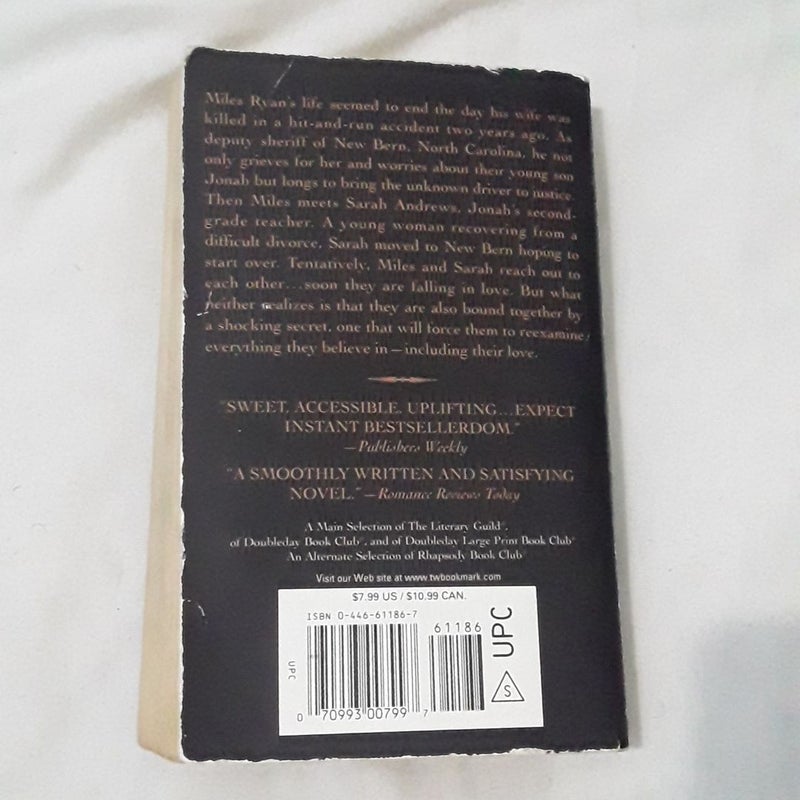 Miles Ryan's life seemed to end the day his wife was
killed in a hit-and-run accident two years ago. As
deputy sheriff of New Bern, North Carolina, he not
only grieves for her and worries about their young son
Jonah but longs to bring the unknown driver to justice.
Then Miles meets Sarah Andrews, Jonah's second-
grade teacher. A young woman recovering from a
difficult divorce, Sarah moved to New Bern hoping to
start over. Tentatively, Miles and Sarah reach out to
each other...soon they are falling in love. But what
neither realizes is that they are also bound together by
a shocking secret, one that will force them to reexamine
everything they believe in—including their love.
"SWEET, ACCESSIBLE, UPLIFTING...EXPECT
INSTANT BESTSELLERDOM."
—Publishers Weekly
"A SMOOTHLY WRITTEN AND SATISFYING
NOVEL." —Romance Reviews Today
A Main Selection of The Literary Guild®,
of Doubleday Book Club®, and of Doubleday Large Print Book Club®
An Alternate Selection of Rhapsody Book Club®
Visit our Web site at www.twbookmark.com
$7.99 US / $10.99 CAN.
ISBN 0-446-61186-7
61186
UPC
0 70993 00799 7
S
UPC